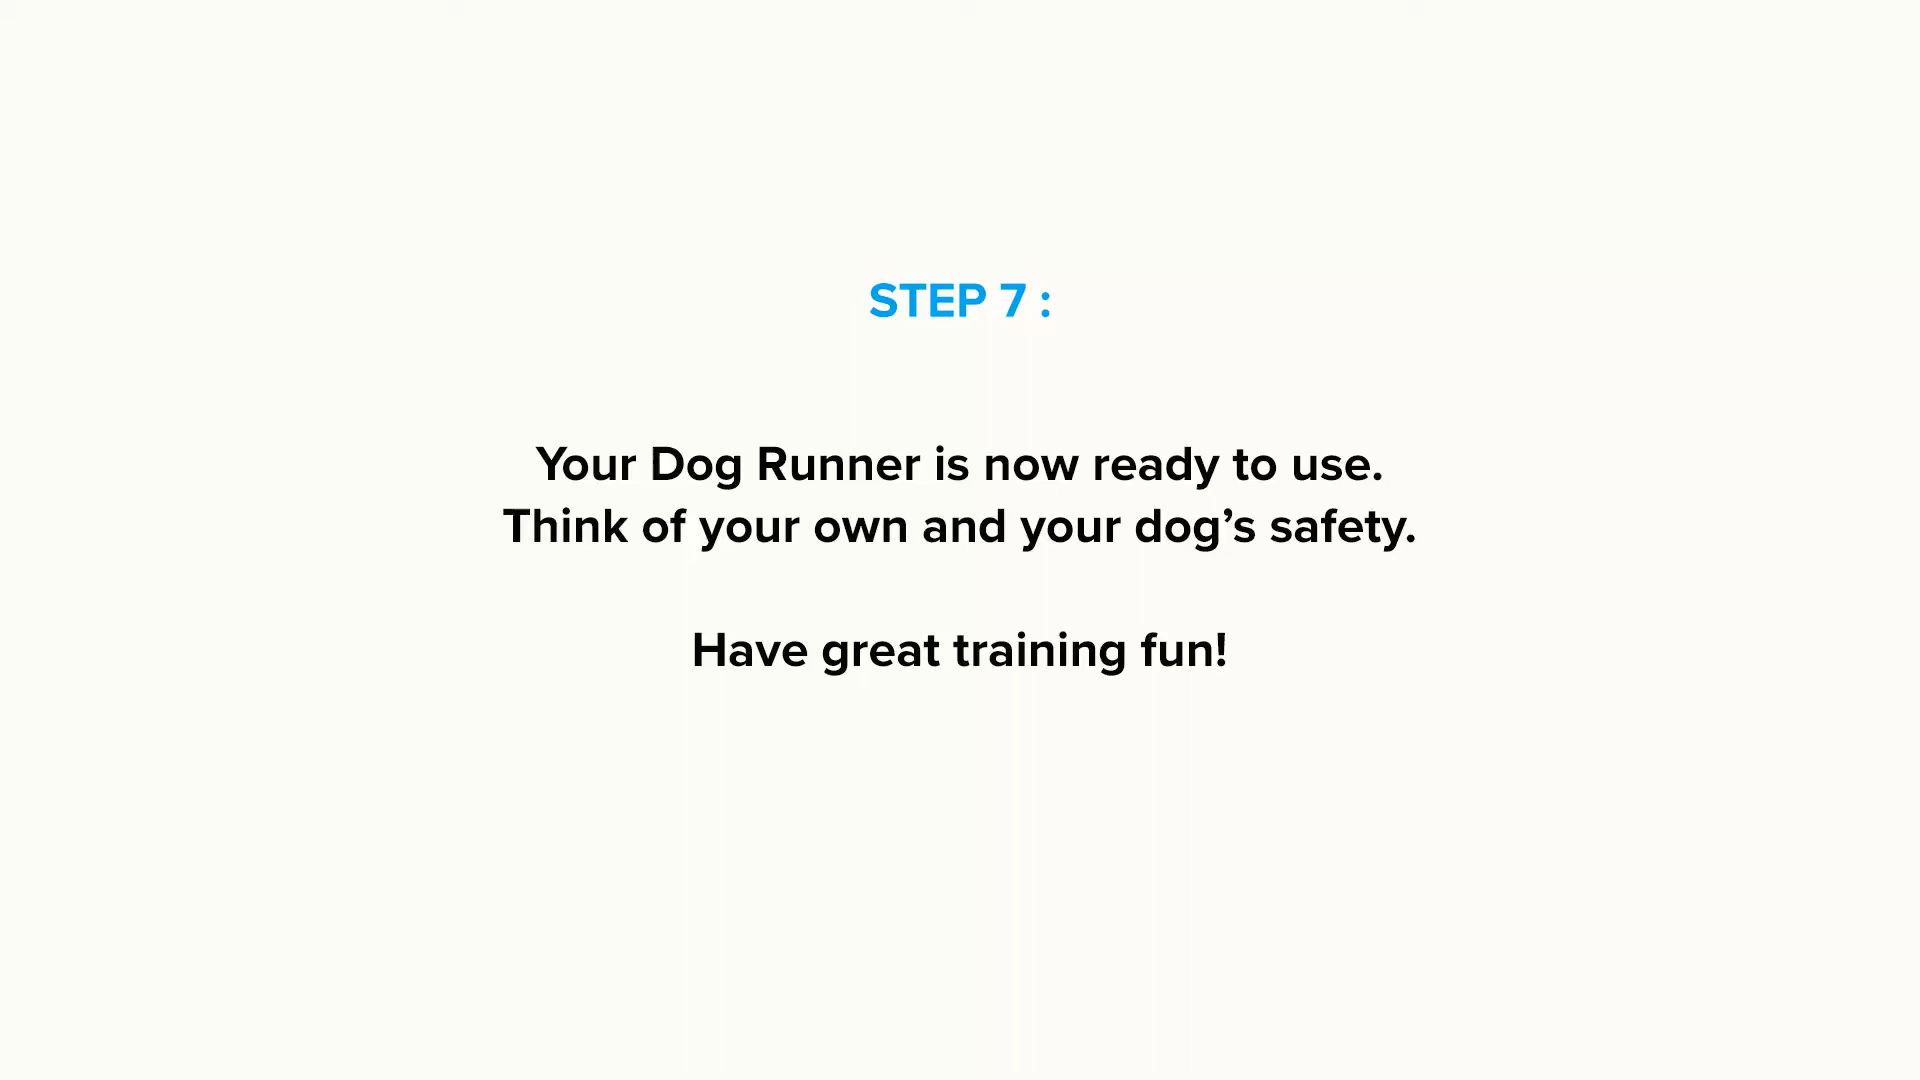 STEP 7 :
Your Dog Runner is now ready to use.
Think of your own and your dog’s safety.
Have great training fun!